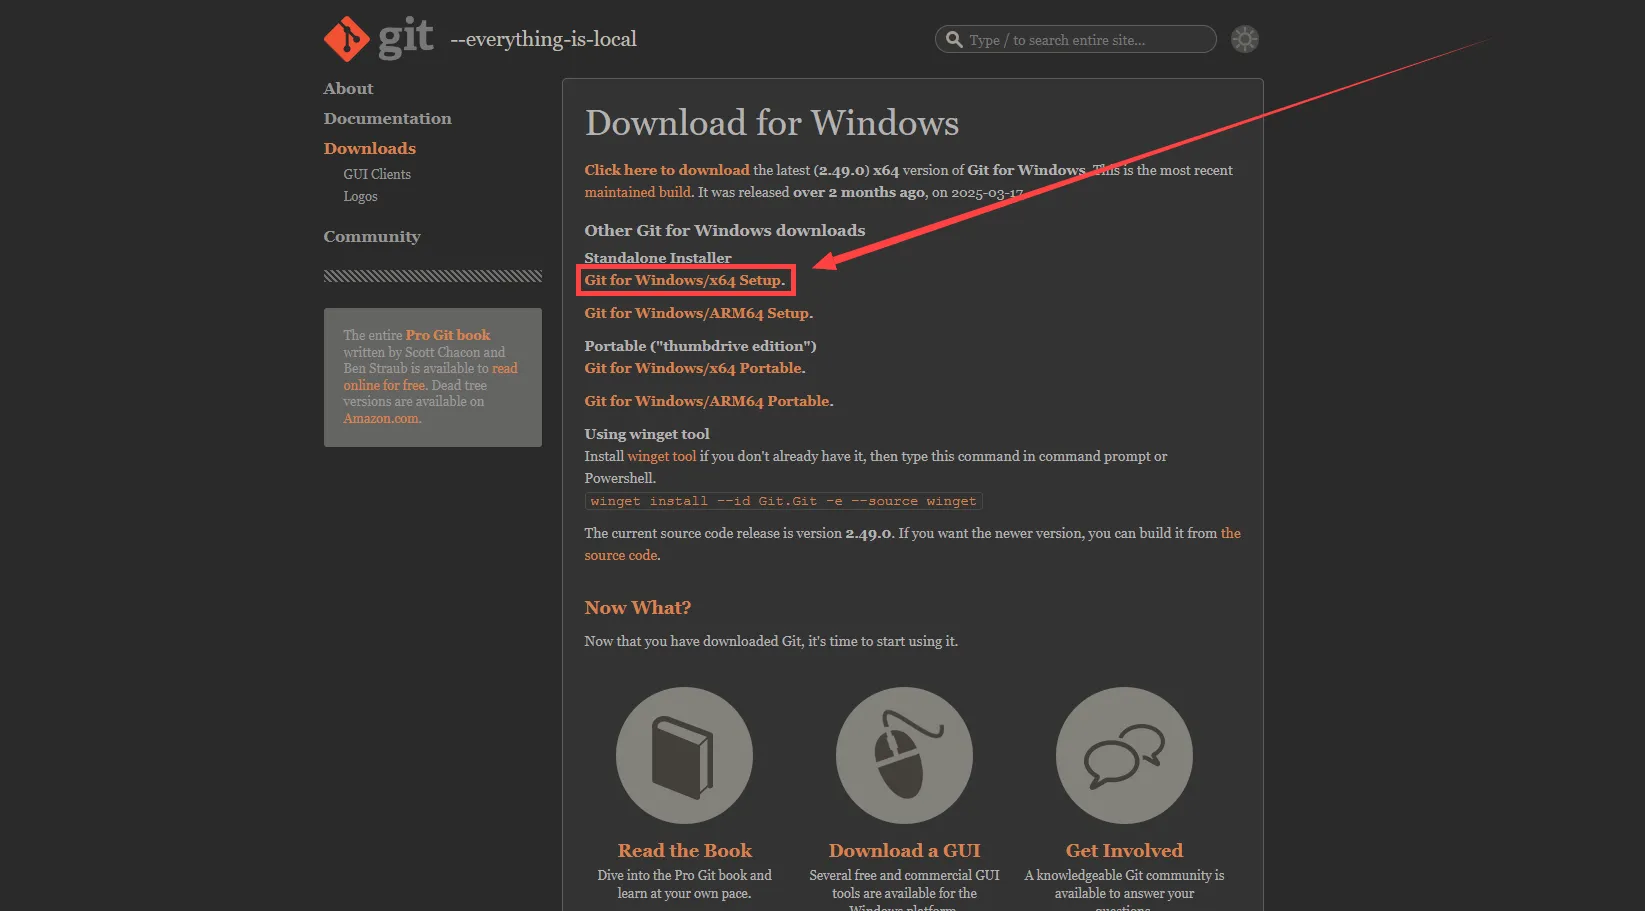 git --everything-is-local
Type / to search entire site...
About
Documentation
Downloads
GUI Clients
Logos
Community
The entire Pro Git book
written by Scott Chacon and
Ben Straub is available to read
online for free. Dead tree
versions are available on
Amazon.com.
Download for Windows
Click here to download the latest (2.49.0) x64 version of Git for Windows. This is the most recent
maintained build. It was released over 2 months ago, on 2025-03-17.
Other Git for Windows downloads
Standalone Installer
Git for Windows/x64 Setup.
Git for Windows/ARM64 Setup.
Portable ("thumbdrive edition")
Git for Windows/x64 Portable.
Git for Windows/ARM64 Portable.
Using winget tool
Install winget tool if you don't already have it, then type this command in command prompt or
Powershell.
winget install --id Git.Git -e --source winget
The current source code release is version 2.49.0. If you want the newer version, you can build it from the
source code.
Now What?
Now that you have downloaded Git, it's time to start using it.
Read the Book
Dive into the Pro Git book and
learn at your own pace.
Download a GUI
Several free and commercial GUI
tools are available for the
Windows platform.
Get Involved
A knowledgeable Git community is
available to answer your
questions.